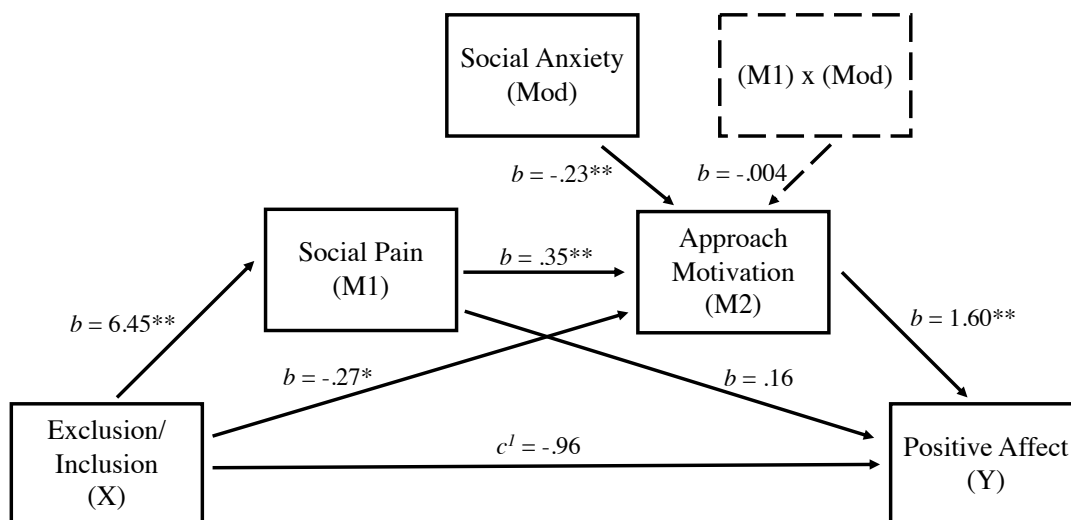 Social Anxiety
(Mod)
(M1) x (Mod)
b = -.23**
b = -.004
Social Pain
(M1)
b = .35**
Approach
Motivation
(M2)
b = 6.45**
b = -.27*
b = .16
b = 1.60**
Exclusion/
Inclusion
(X)
c¹ = -.96
Positive Affect
(Y)